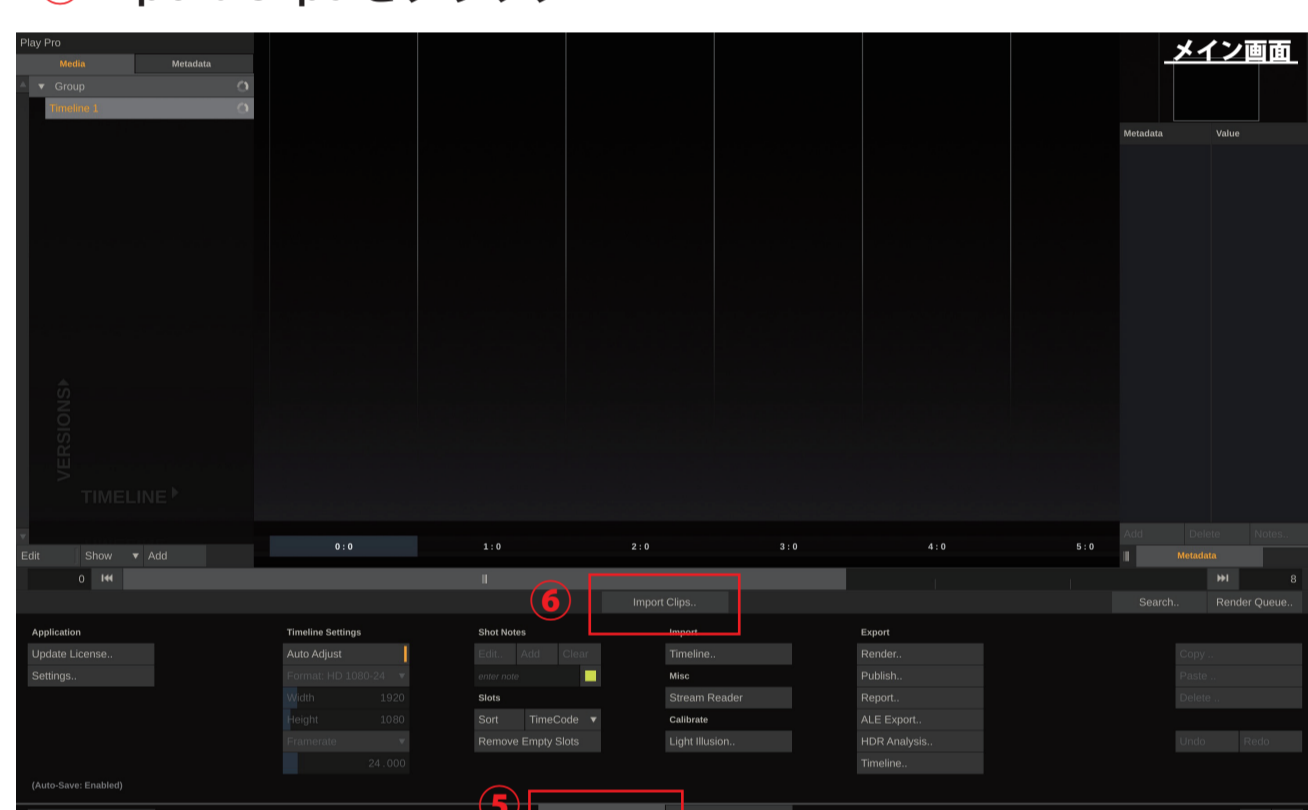 Play Pro
メイン画面
Media Metadata
Group
Timeline 1
Metadata Value
VERSIONS
TIMELINE
Add Delete Notes..
Edit Show Add
0:0 1:0 2:0 3:0 4:0 5:0
Metadata
0 8
⑥ Import Clips.. Search.. Render Queue..
Application Timeline Settings Shot Notes Import Export
Update License.. Auto Adjust Edit.. Add Clear Timeline.. Render.. Copy..
Settings.. Format: HD 1080-24 enter note Misc Publish.. Paste..
Width 1920 Slots Stream Reader Report.. Delete..
Height 1080 Sort TimeCode Calibrate ALE Export..
Framerate Remove Empty Slots Light Illusion.. HDR Analysis.. Undo Redo
24.000 Timeline..
(Auto-Save: Enabled)
⑤